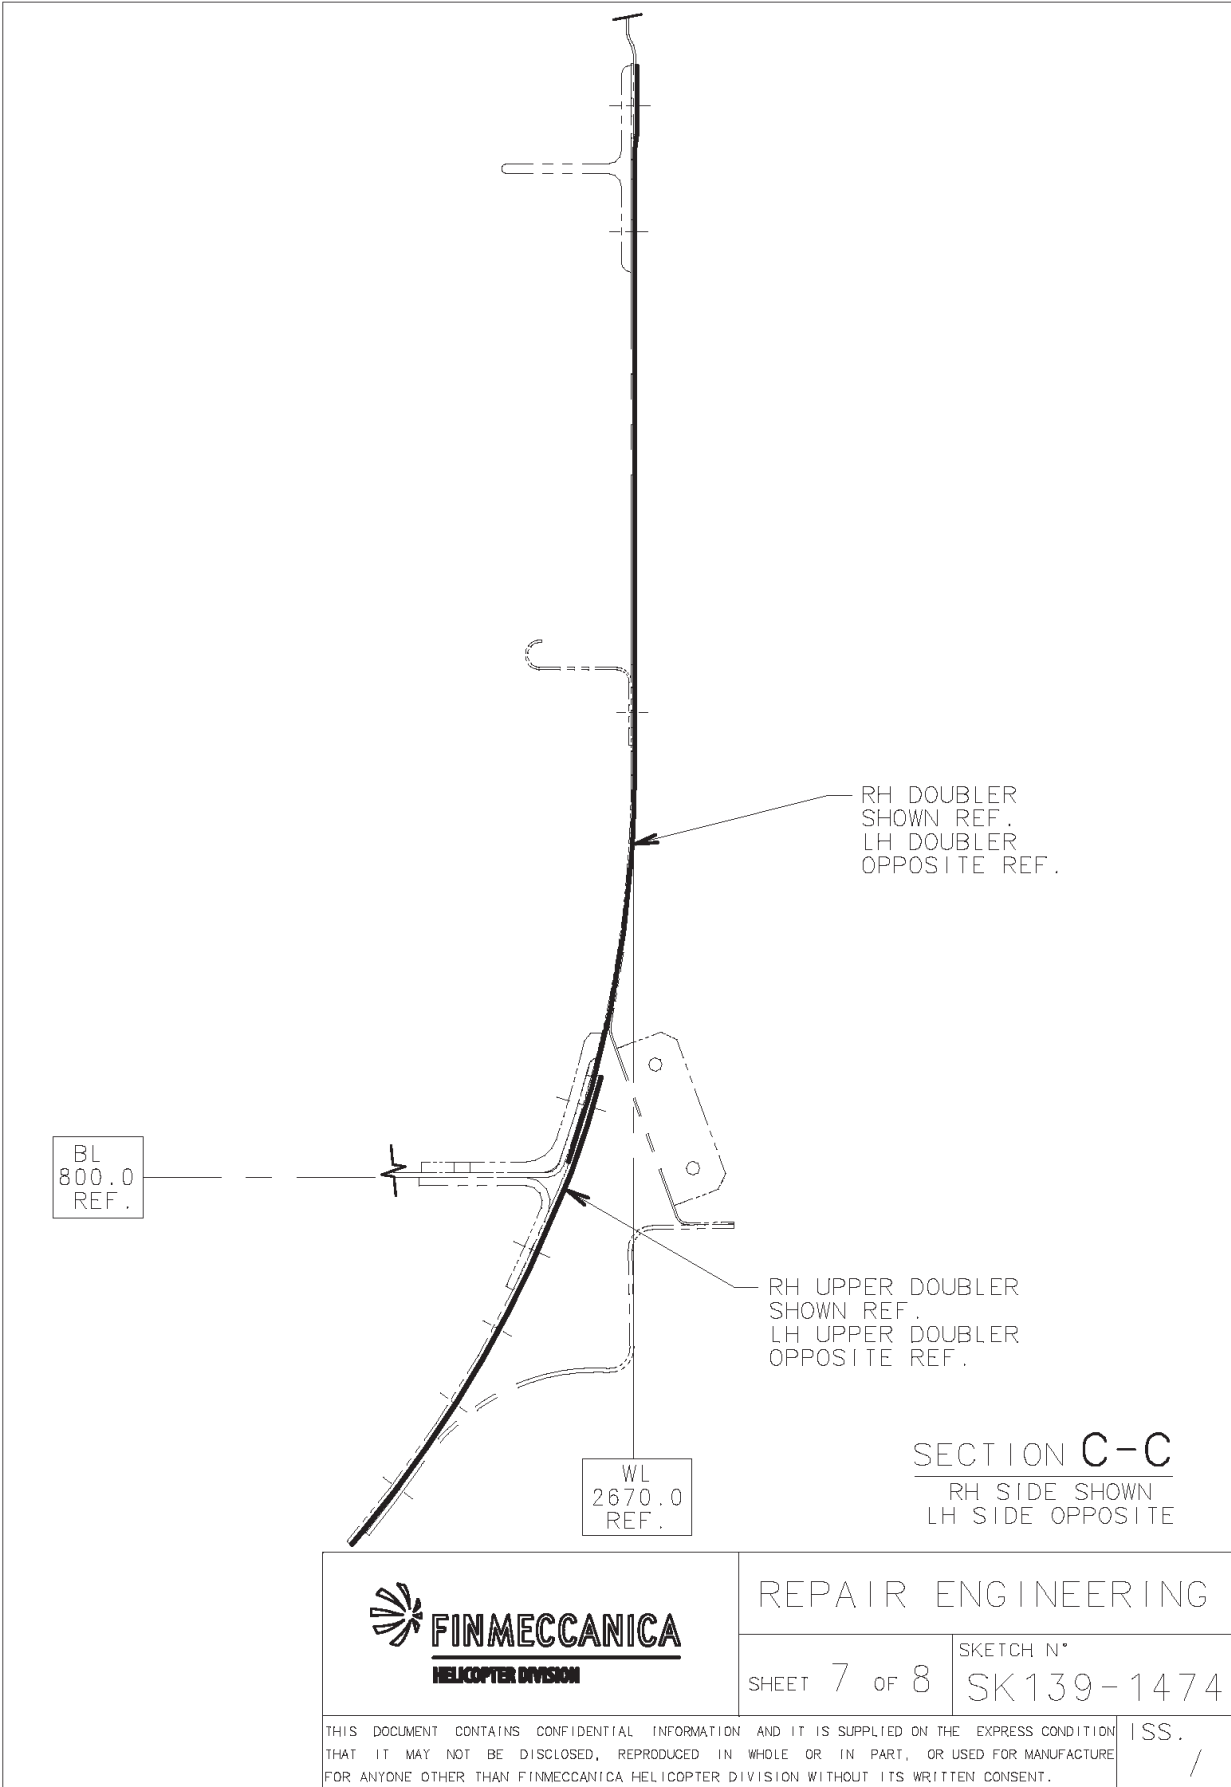 RH DOUBLER
SHOWN REF.
LH DOUBLER
OPPOSITE REF.
BL
800.0
REF.
RH UPPER DOUBLER
SHOWN REF.
LH UPPER DOUBLER
OPPOSITE REF.
WL
2670.0
REF.
SECTION C-C
RH SIDE SHOWN
LH SIDE OPPOSITE
FINMECCANICA
HELICOPTER DIVISION
REPAIR ENGINEERING
SHEET 7 OF 8
SKETCH N°
SK139-1474
THIS DOCUMENT CONTAINS CONFIDENTIAL INFORMATION AND IT IS SUPPLIED ON THE EXPRESS CONDITION
THAT IT MAY NOT BE DISCLOSED, REPRODUCED IN WHOLE OR IN PART, OR USED FOR MANUFACTURE
FOR ANYONE OTHER THAN FINMECCANICA HELICOPTER DIVISION WITHOUT ITS WRITTEN CONSENT.
ISS.
/